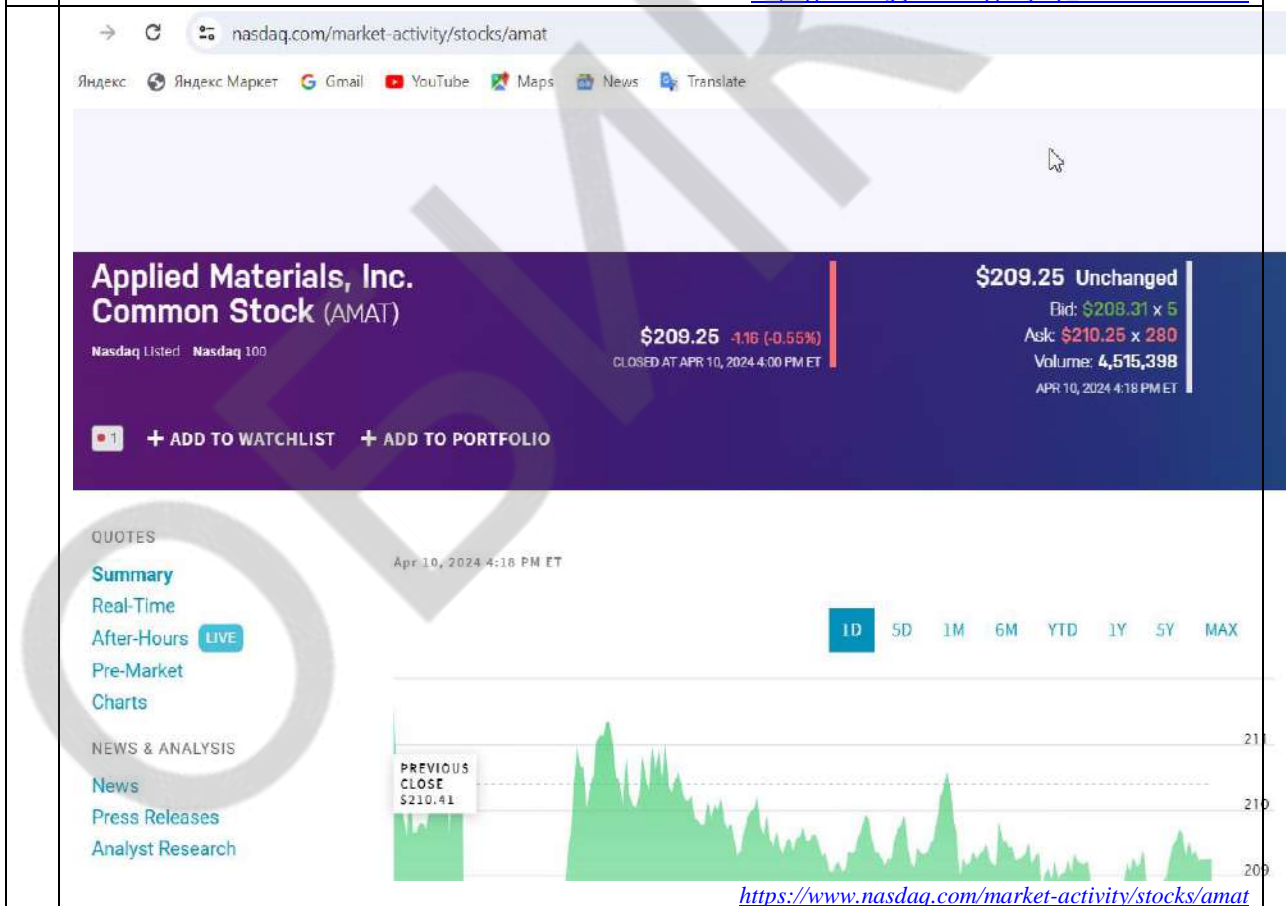 nasdaq.com/market-activity/stocks/amat
Яндекс Яндекс Маркет Gmail YouTube Maps News Translate
Applied Materials, Inc.
Common Stock (AMAT)
Nasdaq Listed Nasdaq 100
$209.25 -1.16 (-0.55%)
CLOSED AT APR 10, 2024 4:00 PM ET
$209.25 Unchanged
Bid: $208.31 x 5
Ask: $210.25 x 280
Volume: 4,515,398
APR 10, 2024 4:18 PM ET
1 + ADD TO WATCHLIST + ADD TO PORTFOLIO
QUOTES
Summary
Real-Time
After-Hours LIVE
Pre-Market
Charts
NEWS & ANALYSIS
News
Press Releases
Analyst Research
Apr 10, 2024 4:18 PM ET
1D 5D 1M 6M YTD 1Y 5Y MAX
211
PREVIOUS
CLOSE
$210.41
210
209
https://www.nasdaq.com/market-activity/stocks/amat